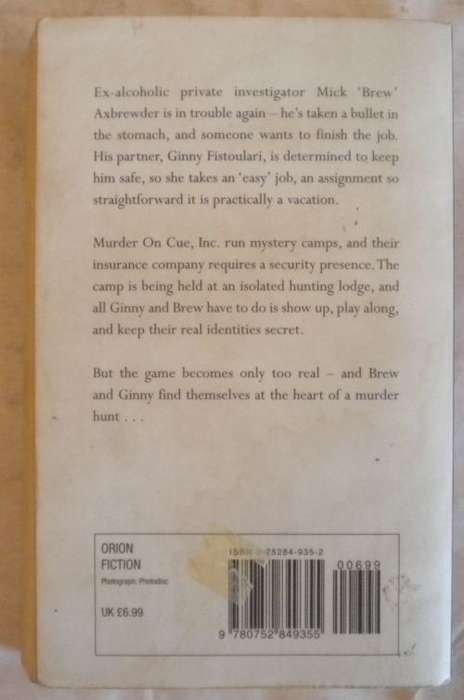 Ex-alcoholic private investigator Mick 'Brew'
Axbrewder is in trouble again – he's taken a bullet in
the stomach, and someone wants to finish the job.
His partner, Ginny Fistoulari, is determined to keep
him safe, so she takes an 'easy' job, an assignment so
straightforward it is practically a vacation.
Murder On Cue, Inc. run mystery camps, and their
insurance company requires a security presence. The
camp is being held at an isolated hunting lodge, and
all Ginny and Brew have to do is show up, play along,
and keep their real identities secret.
But the game becomes only too real – and Brew
and Ginny find themselves at the heart of a murder
hunt . . .
ORION
FICTION
Photograph: Photodisc
UK £6.99
ISBN 75284-935-2
00699
9 780752 849355